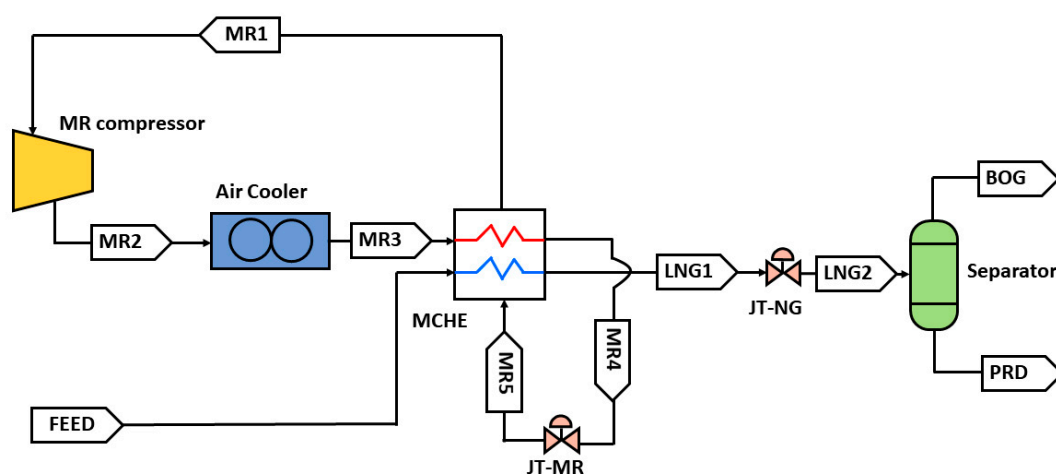 MR1
MR compressor
Air Cooler
MR2
MR3
MCHE
FEED
MR5
MR4
JT-MR
LNG1
JT-NG
LNG2
BOG
Separator
PRD